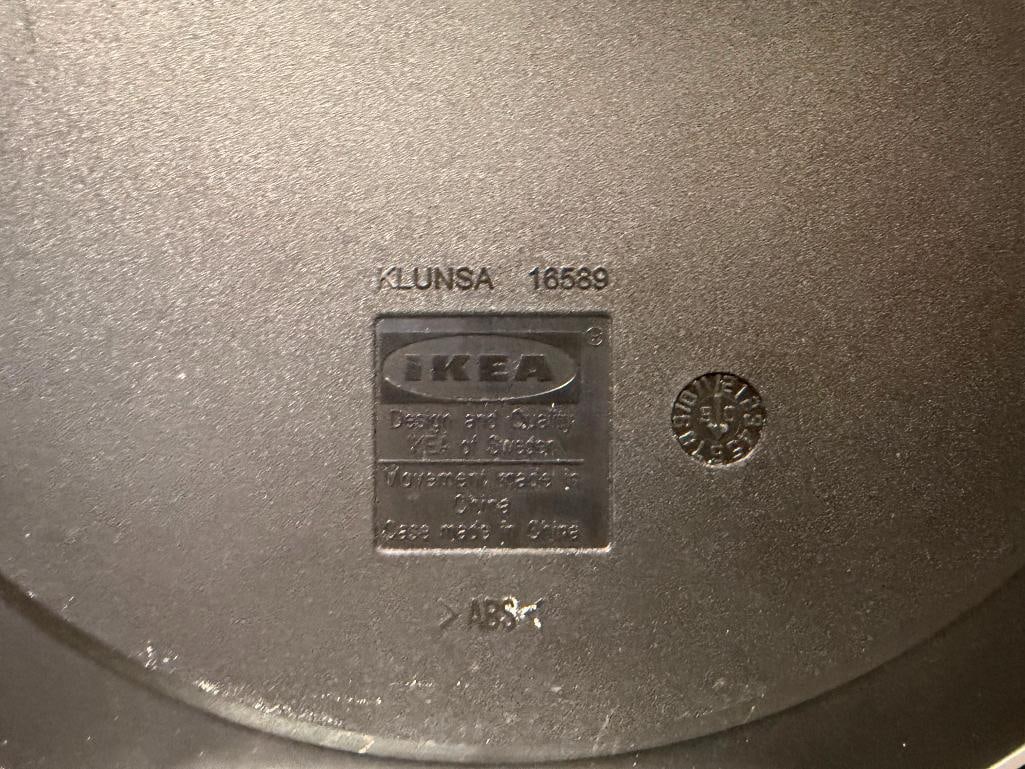 KLUNSA 16589
IKEA ®
Design and Quality
IKEA of Sweden
Movement made in
China
Case made in China
>ABS<